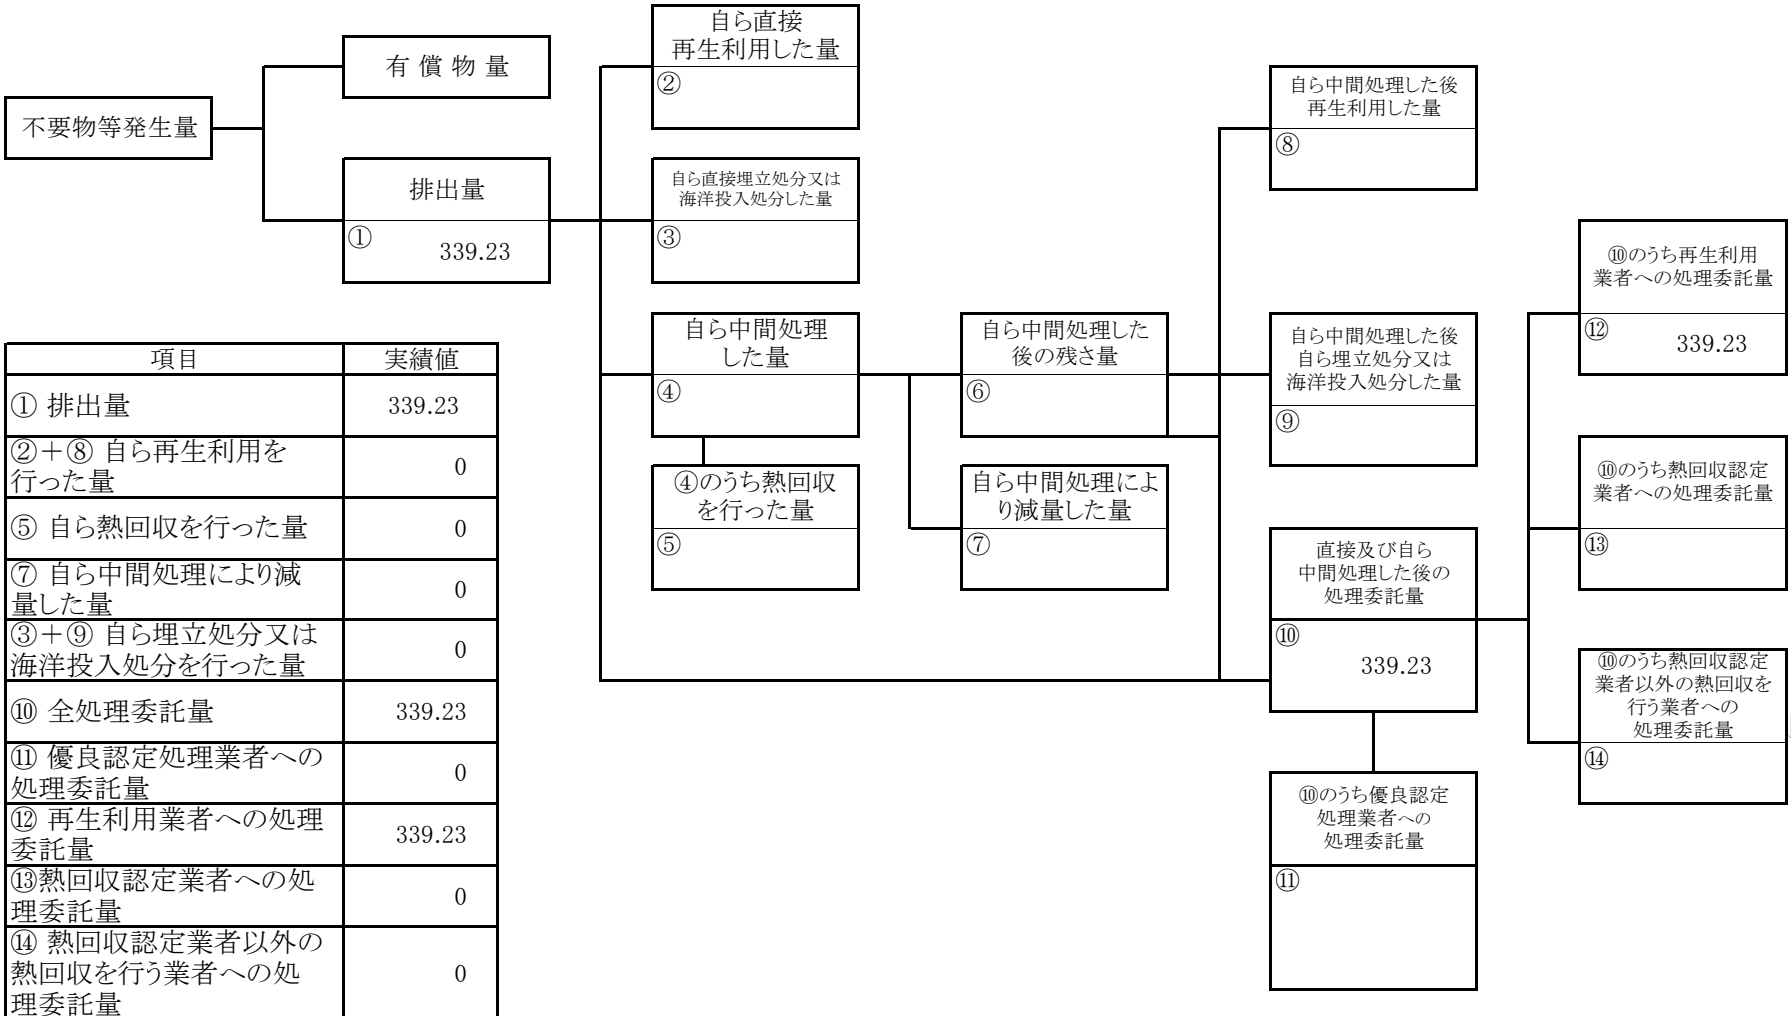 不要物等発生量
有 償 物 量
排出量
①
339.23
自ら直接
再生利用した量
②
自ら直接埋立処分又は
海洋投入処分した量
③
自ら中間処理
した量
④
④のうち熱回収
を行った量
⑤
自ら中間処理した
後の残さ量
⑥
自ら中間処理によ
り減量した量
⑦
自ら中間処理した後
再生利用した量
⑧
自ら中間処理した後
自ら埋立処分又は
海洋投入処分した量
⑨
直接及び自ら
中間処理した後の
処理委託量
⑩
339.23
⑩のうち優良認定
処理業者への
処理委託量
⑪
⑩のうち再生利用
業者への処理委託量
⑫
339.23
⑩のうち熱回収認定
業者への処理委託量
⑬
⑩のうち熱回収認定
業者以外の熱回収を
行う業者への
処理委託量
⑭
項目 実績値
① 排出量 339.23
②＋⑧ 自ら再生利用を
行った量 0
⑤ 自ら熱回収を行った量 0
⑦ 自ら中間処理により減
量した量 0
③＋⑨ 自ら埋立処分又は
海洋投入処分を行った量 0
⑩ 全処理委託量 339.23
⑪ 優良認定処理業者への
処理委託量 0
⑫ 再生利用業者への処理
委託量 339.23
⑬熱回収認定業者への処
理委託量 0
⑭ 熱回収認定業者以外の
熱回収を行う業者への処 0
理委託量